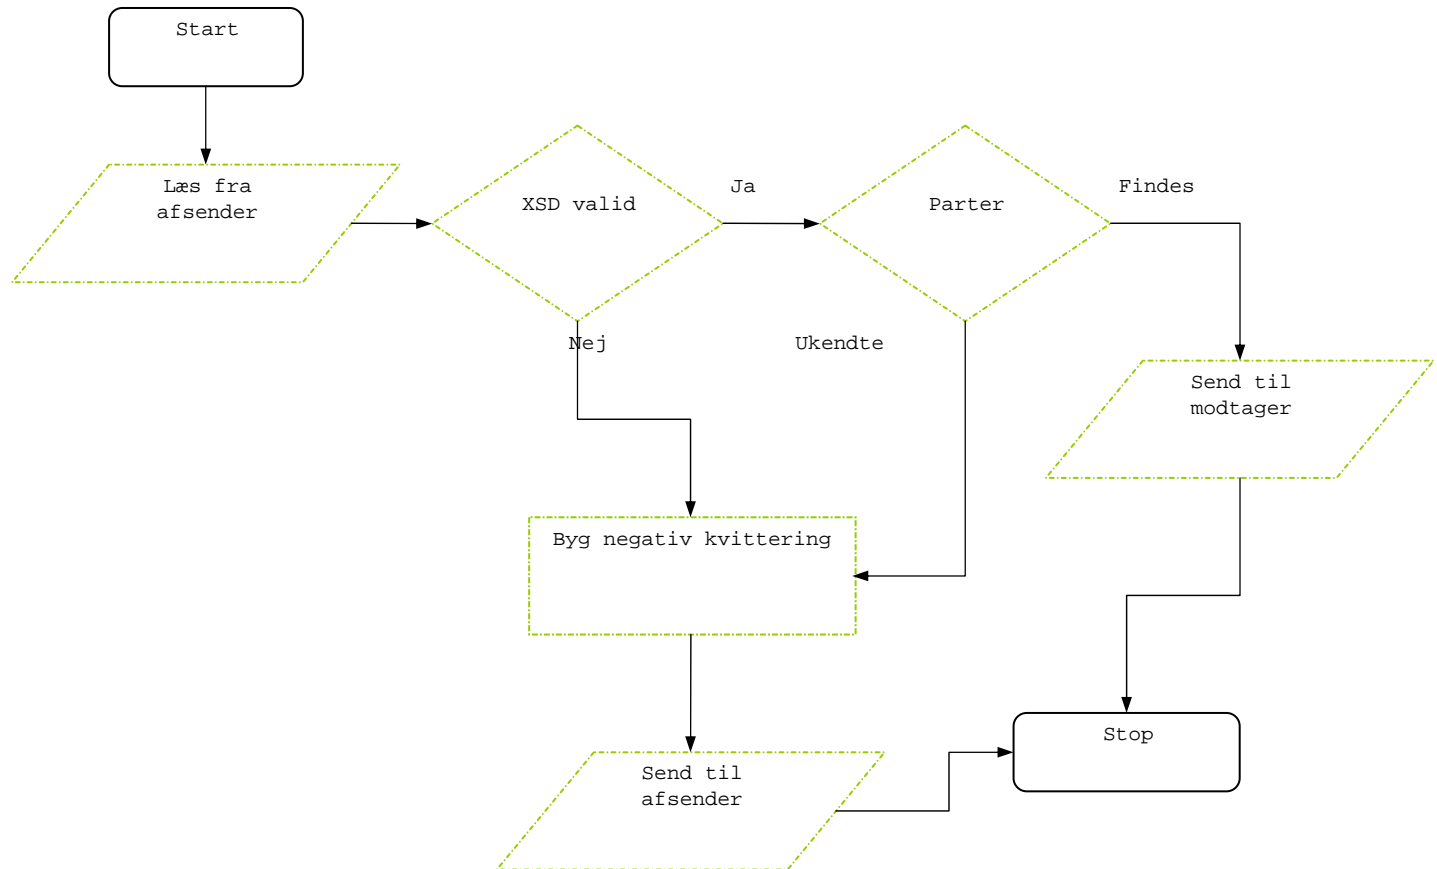 Start
Læs fra
afsender
XSD valid
Ja
Parter
Findes
Nej
Ukendte
Send til
modtager
Byg negativ kvittering
Stop
Send til
afsender